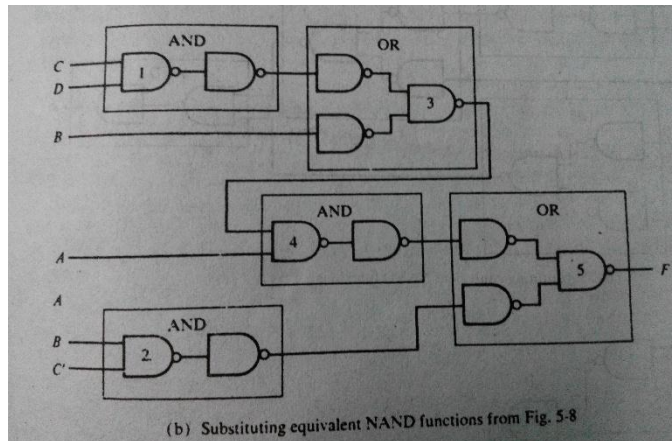 AND
OR
C
1
D
3
B
AND
OR
4
A
5
F
A
AND
B
2
C'
(b) Substituting equivalent NAND functions from Fig. 5-8